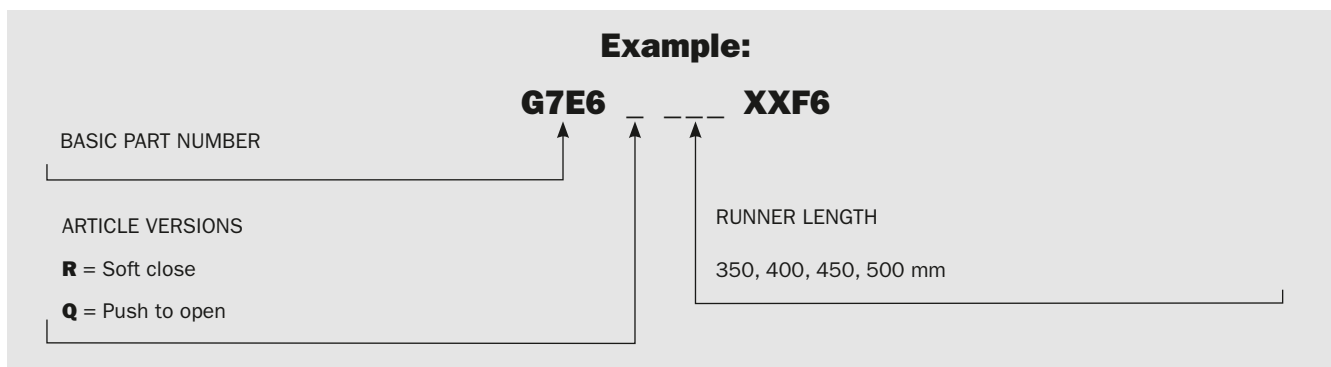 Example:
G7E6 _ _ _ _ XXF6
BASIC PART NUMBER
ARTICLE VERSIONS
R = Soft close
Q = Push to open
RUNNER LENGTH
350, 400, 450, 500 mm